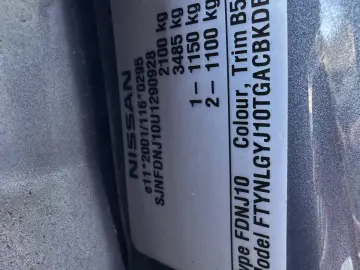 NISSAN
e11*2001/116*0295
SJNFDNJ10U1290928
2100 kg
3485 kg
1- 1150 kg
2- 1100 kg
Type FDNJ10 Colour, Trim B5
Model FTYNLGYJ10TGACBKDE